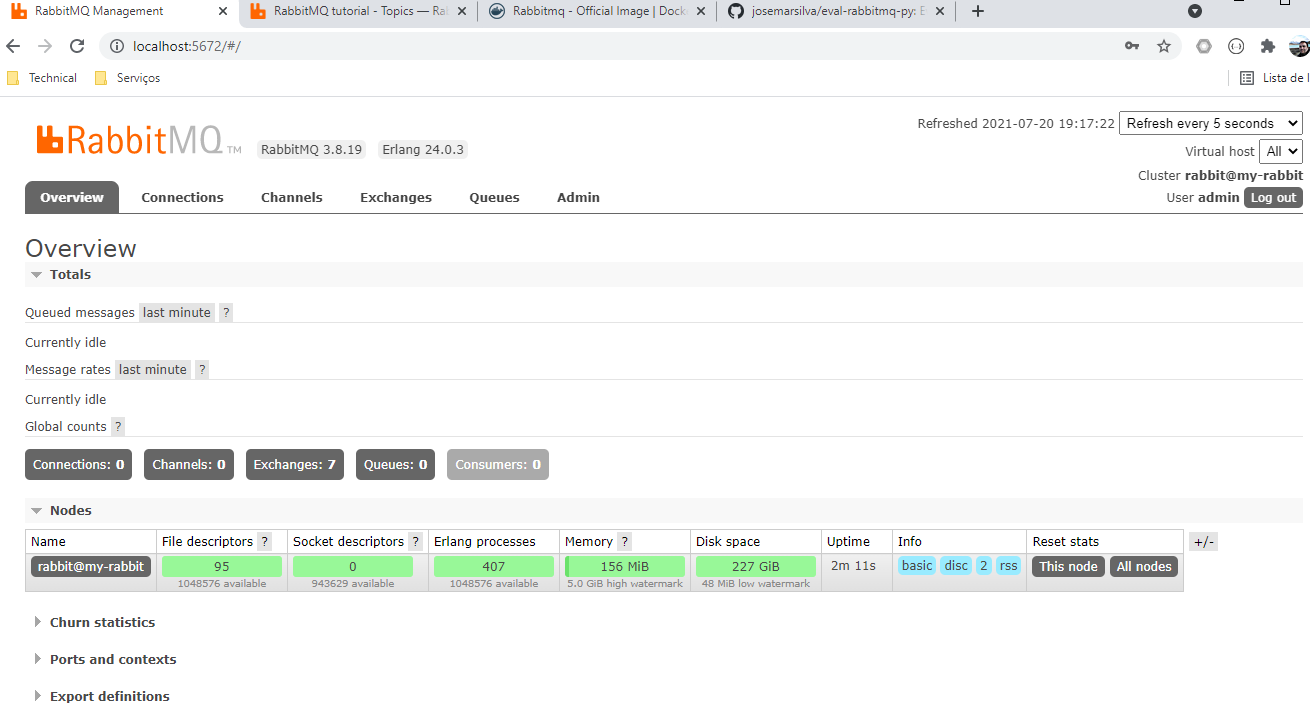 RabbitMQ Management
RabbitMQ tutorial - Topics — Ra
Rabbitmq - Official Image | Dock
josemarsilva/eval-rabbitmq-py: E
localhost:5672/#/
Technical
Serviços
Lista de l
RabbitMQ TM
RabbitMQ 3.8.19
Erlang 24.0.3
Refreshed 2021-07-20 19:17:22
Refresh every 5 seconds
Virtual host All
Cluster rabbit@my-rabbit
User admin Log out
Overview Connections Channels Exchanges Queues Admin
Overview
Totals
Queued messages last minute ?
Currently idle
Message rates last minute ?
Currently idle
Global counts ?
Connections: 0 Channels: 0 Exchanges: 7 Queues: 0 Consumers: 0
Nodes
Name File descriptors ? Socket descriptors ? Erlang processes Memory ? Disk space Uptime Info Reset stats +/-
rabbit@my-rabbit 95 0 407 156 MiB 227 GiB 2m 11s basic disc 2 rss This node All nodes
1048576 available 943629 available 1048576 available 5.0 GiB high watermark 48 MiB low watermark
Churn statistics
Ports and contexts
Export definitions